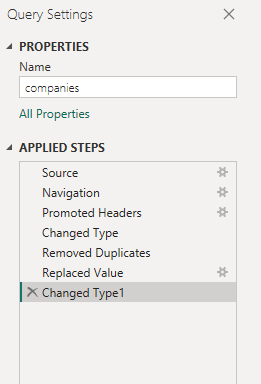 Query Settings
PROPERTIES
Name
companies
All Properties
APPLIED STEPS
Source
Navigation
Promoted Headers
Changed Type
Removed Duplicates
Replaced Value
Changed Type1